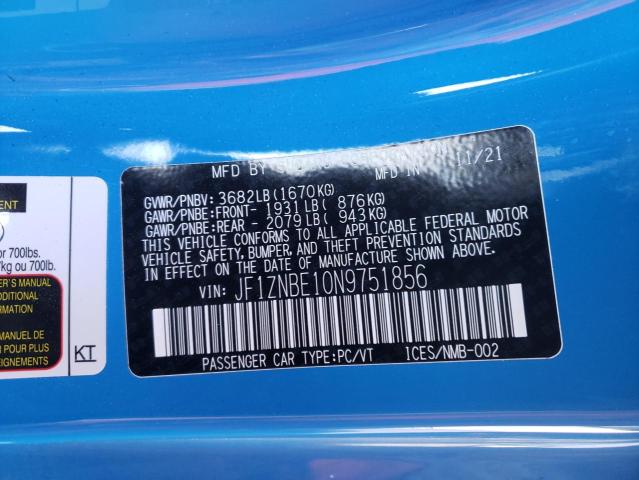 ENT
r 700lbs.
kg ou 700lb.
ER'S MANUAL
ADDITIONAL
MANUEL DE
R POUR PLUS
EIGNEMENTS
KT
MFD BY
MFD IN 11/21
GVWR/PNBV: 3682LB(1670KG)
GAWR/PNBE:FRONT- 1931LB( 876KG)
GAWR/PNBE:REAR - 2079LB( 943KG)
THIS VEHICLE CONFORMS TO ALL APPLICABLE FEDERAL MOTOR
VEHICLE SAFETY, BUMPER, AND THEFT PREVENTION STANDARDS
IN EFFECT ON THE DATE OF MANUFACTURE SHOWN ABOVE.
VIN: JF1ZNBE10N9751856
PASSENGER CAR TYPE:PC/VT ICES/NMB-002